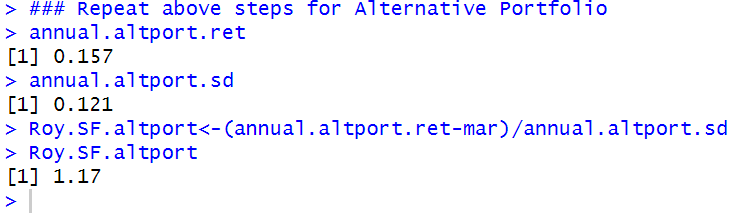 > ### Repeat above steps for Alternative Portfolio
> annual.altport.ret
[1] 0.157
> annual.altport.sd
[1] 0.121
> Roy.SF.altport<-(annual.altport.ret-mar)/annual.altport.sd
> Roy.SF.altport
[1] 1.17
>